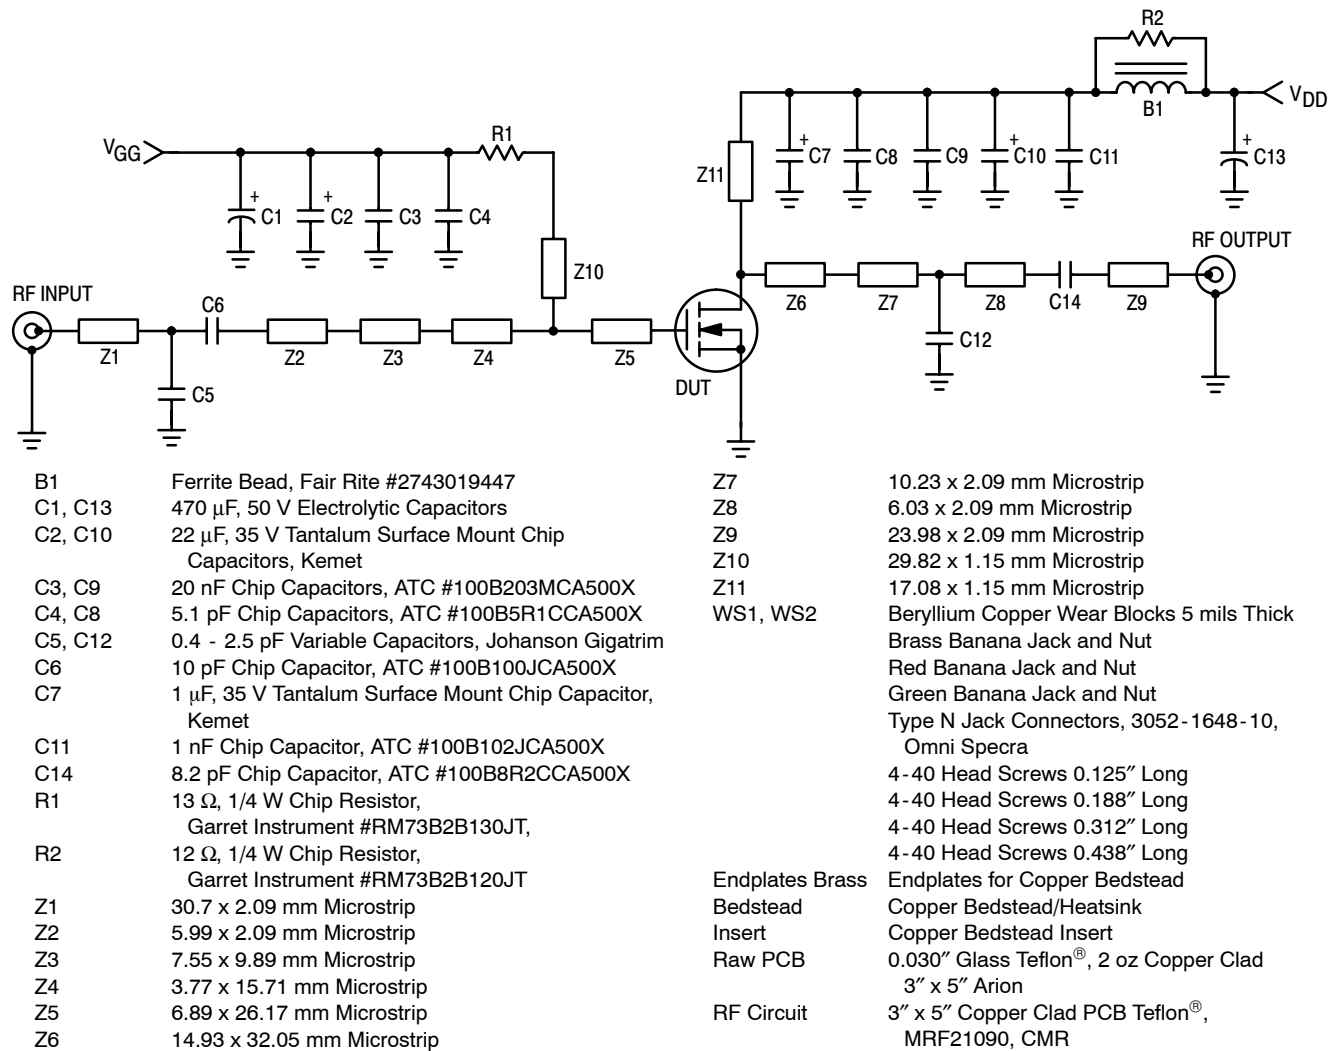 R2
B1
VDD
VGG
R1
+
C1
+
C2
C3
C4
Z10
Z11
+
C7
C8
C9
+
C10
C11
+
C13
RF INPUT
Z1
C5
C6
Z2
Z3
Z4
Z5
DUT
Z6
Z7
C12
Z8
C14
Z9
RF OUTPUT
B1 Ferrite Bead, Fair Rite #2743019447
C1, C13 470 μF, 50 V Electrolytic Capacitors
C2, C10 22 μF, 35 V Tantalum Surface Mount Chip
Capacitors, Kemet
C3, C9 20 nF Chip Capacitors, ATC #100B203MCA500X
C4, C8 5.1 pF Chip Capacitors, ATC #100B5R1CCA500X
C5, C12 0.4 - 2.5 pF Variable Capacitors, Johanson Gigatrim
C6 10 pF Chip Capacitor, ATC #100B100JCA500X
C7 1 μF, 35 V Tantalum Surface Mount Chip Capacitor,
Kemet
C11 1 nF Chip Capacitor, ATC #100B102JCA500X
C14 8.2 pF Chip Capacitor, ATC #100B8R2CCA500X
R1 13 Ω, 1/4 W Chip Resistor,
Garret Instrument #RM73B2B130JT,
R2 12 Ω, 1/4 W Chip Resistor,
Garret Instrument #RM73B2B120JT
Z1 30.7 x 2.09 mm Microstrip
Z2 5.99 x 2.09 mm Microstrip
Z3 7.55 x 9.89 mm Microstrip
Z4 3.77 x 15.71 mm Microstrip
Z5 6.89 x 26.17 mm Microstrip
Z6 14.93 x 32.05 mm Microstrip
Z7 10.23 x 2.09 mm Microstrip
Z8 6.03 x 2.09 mm Microstrip
Z9 23.98 x 2.09 mm Microstrip
Z10 29.82 x 1.15 mm Microstrip
Z11 17.08 x 1.15 mm Microstrip
WS1, WS2 Beryllium Copper Wear Blocks 5 mils Thick
Brass Banana Jack and Nut
Red Banana Jack and Nut
Green Banana Jack and Nut
Type N Jack Connectors, 3052-1648-10,
Omni Specra
4-40 Head Screws 0.125″ Long
4-40 Head Screws 0.188″ Long
4-40 Head Screws 0.312″ Long
4-40 Head Screws 0.438″ Long
Endplates Brass Endplates for Copper Bedstead
Bedstead Copper Bedstead/Heatsink
Insert Copper Bedstead Insert
Raw PCB 0.030″ Glass Teflon®, 2 oz Copper Clad
3″ x 5″ Arion
RF Circuit 3″ x 5″ Copper Clad PCB Teflon®,
MRF21090, CMR